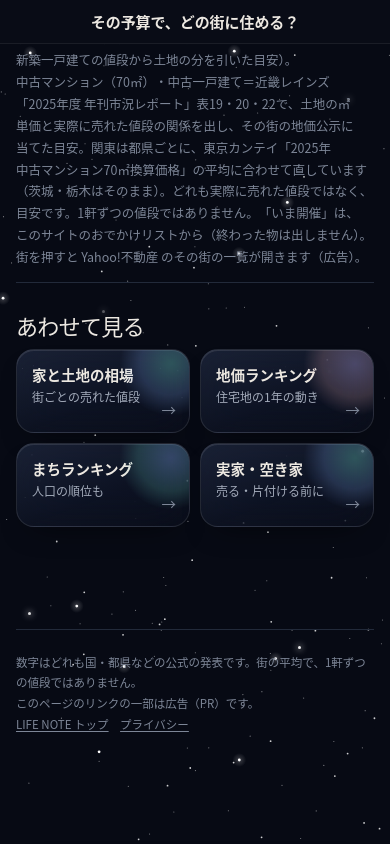 その予算で、どの街に住める？
新築一戸建ての値段から土地の分を引いた目安）。
中古マンション（70㎡）・中古一戸建て＝近畿レインズ
「2025年度 年刊市況レポート」表19・20・22で、土地の㎡
単価と実際に売れた値段の関係を出し、その街の地価公示に
当てた目安。関東は都県ごとに、東京カンテイ「2025年
中古マンション70㎡換算価格」の平均に合わせて直しています
（茨城・栃木はそのまま）。どれも実際に売れた値段ではなく、
目安です。1軒ずつの値段ではありません。「いま開催」は、
このサイトのおでかけリストから（終わった物は出しません）。
街を押すと Yahoo!不動産 のその街の一覧が開きます（広告）。
あわせて見る
家と土地の相場
街ごとの売れた値段
→
地価ランキング
住宅地の1年の動き
→
まちランキング
人口の順位も
→
実家・空き家
売る・片付ける前に
→
数字はどれも国・都県などの公式の発表です。街の平均で、1軒ずつ
の値段ではありません。
このページのリンクの一部は広告（PR）です。
LIFE NOTE トップ プライバシー